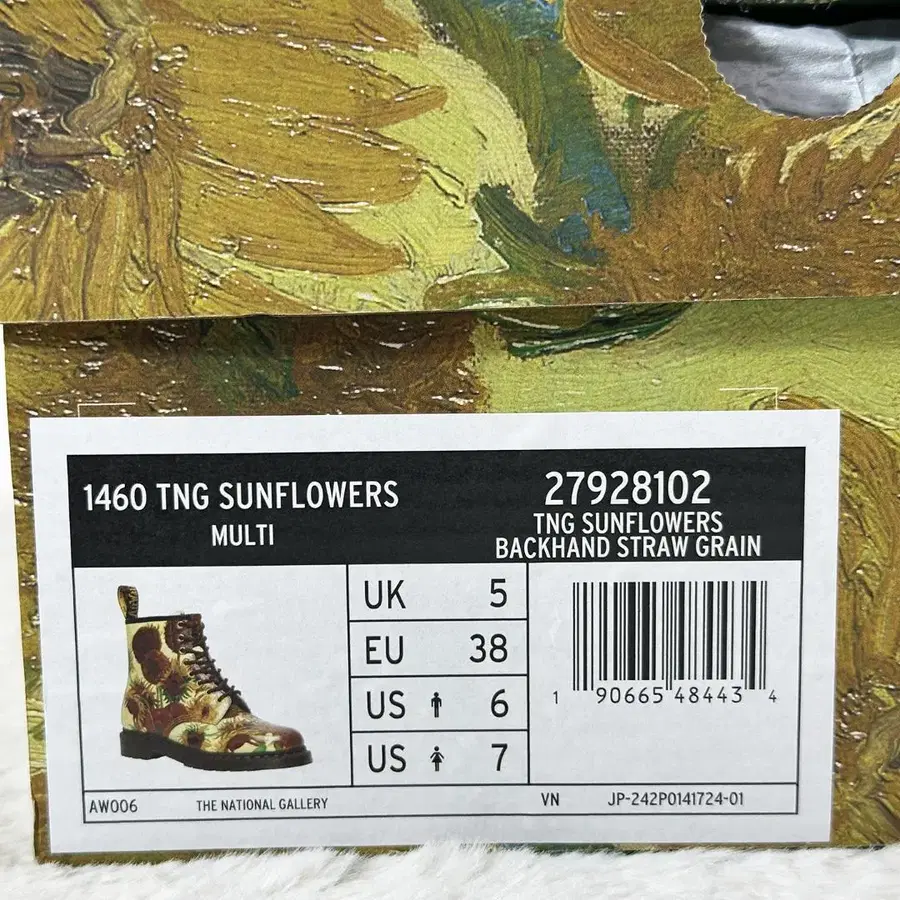 1460 TNG SUNFLOWERS
MULTI
27928102
TNG SUNFLOWERS
BACKHAND STRAW GRAIN
UK 5
EU 38
US 6
US 7
1 90665 48443 4
AW006 THE NATIONAL GALLERY VN JP-242P0141724-01